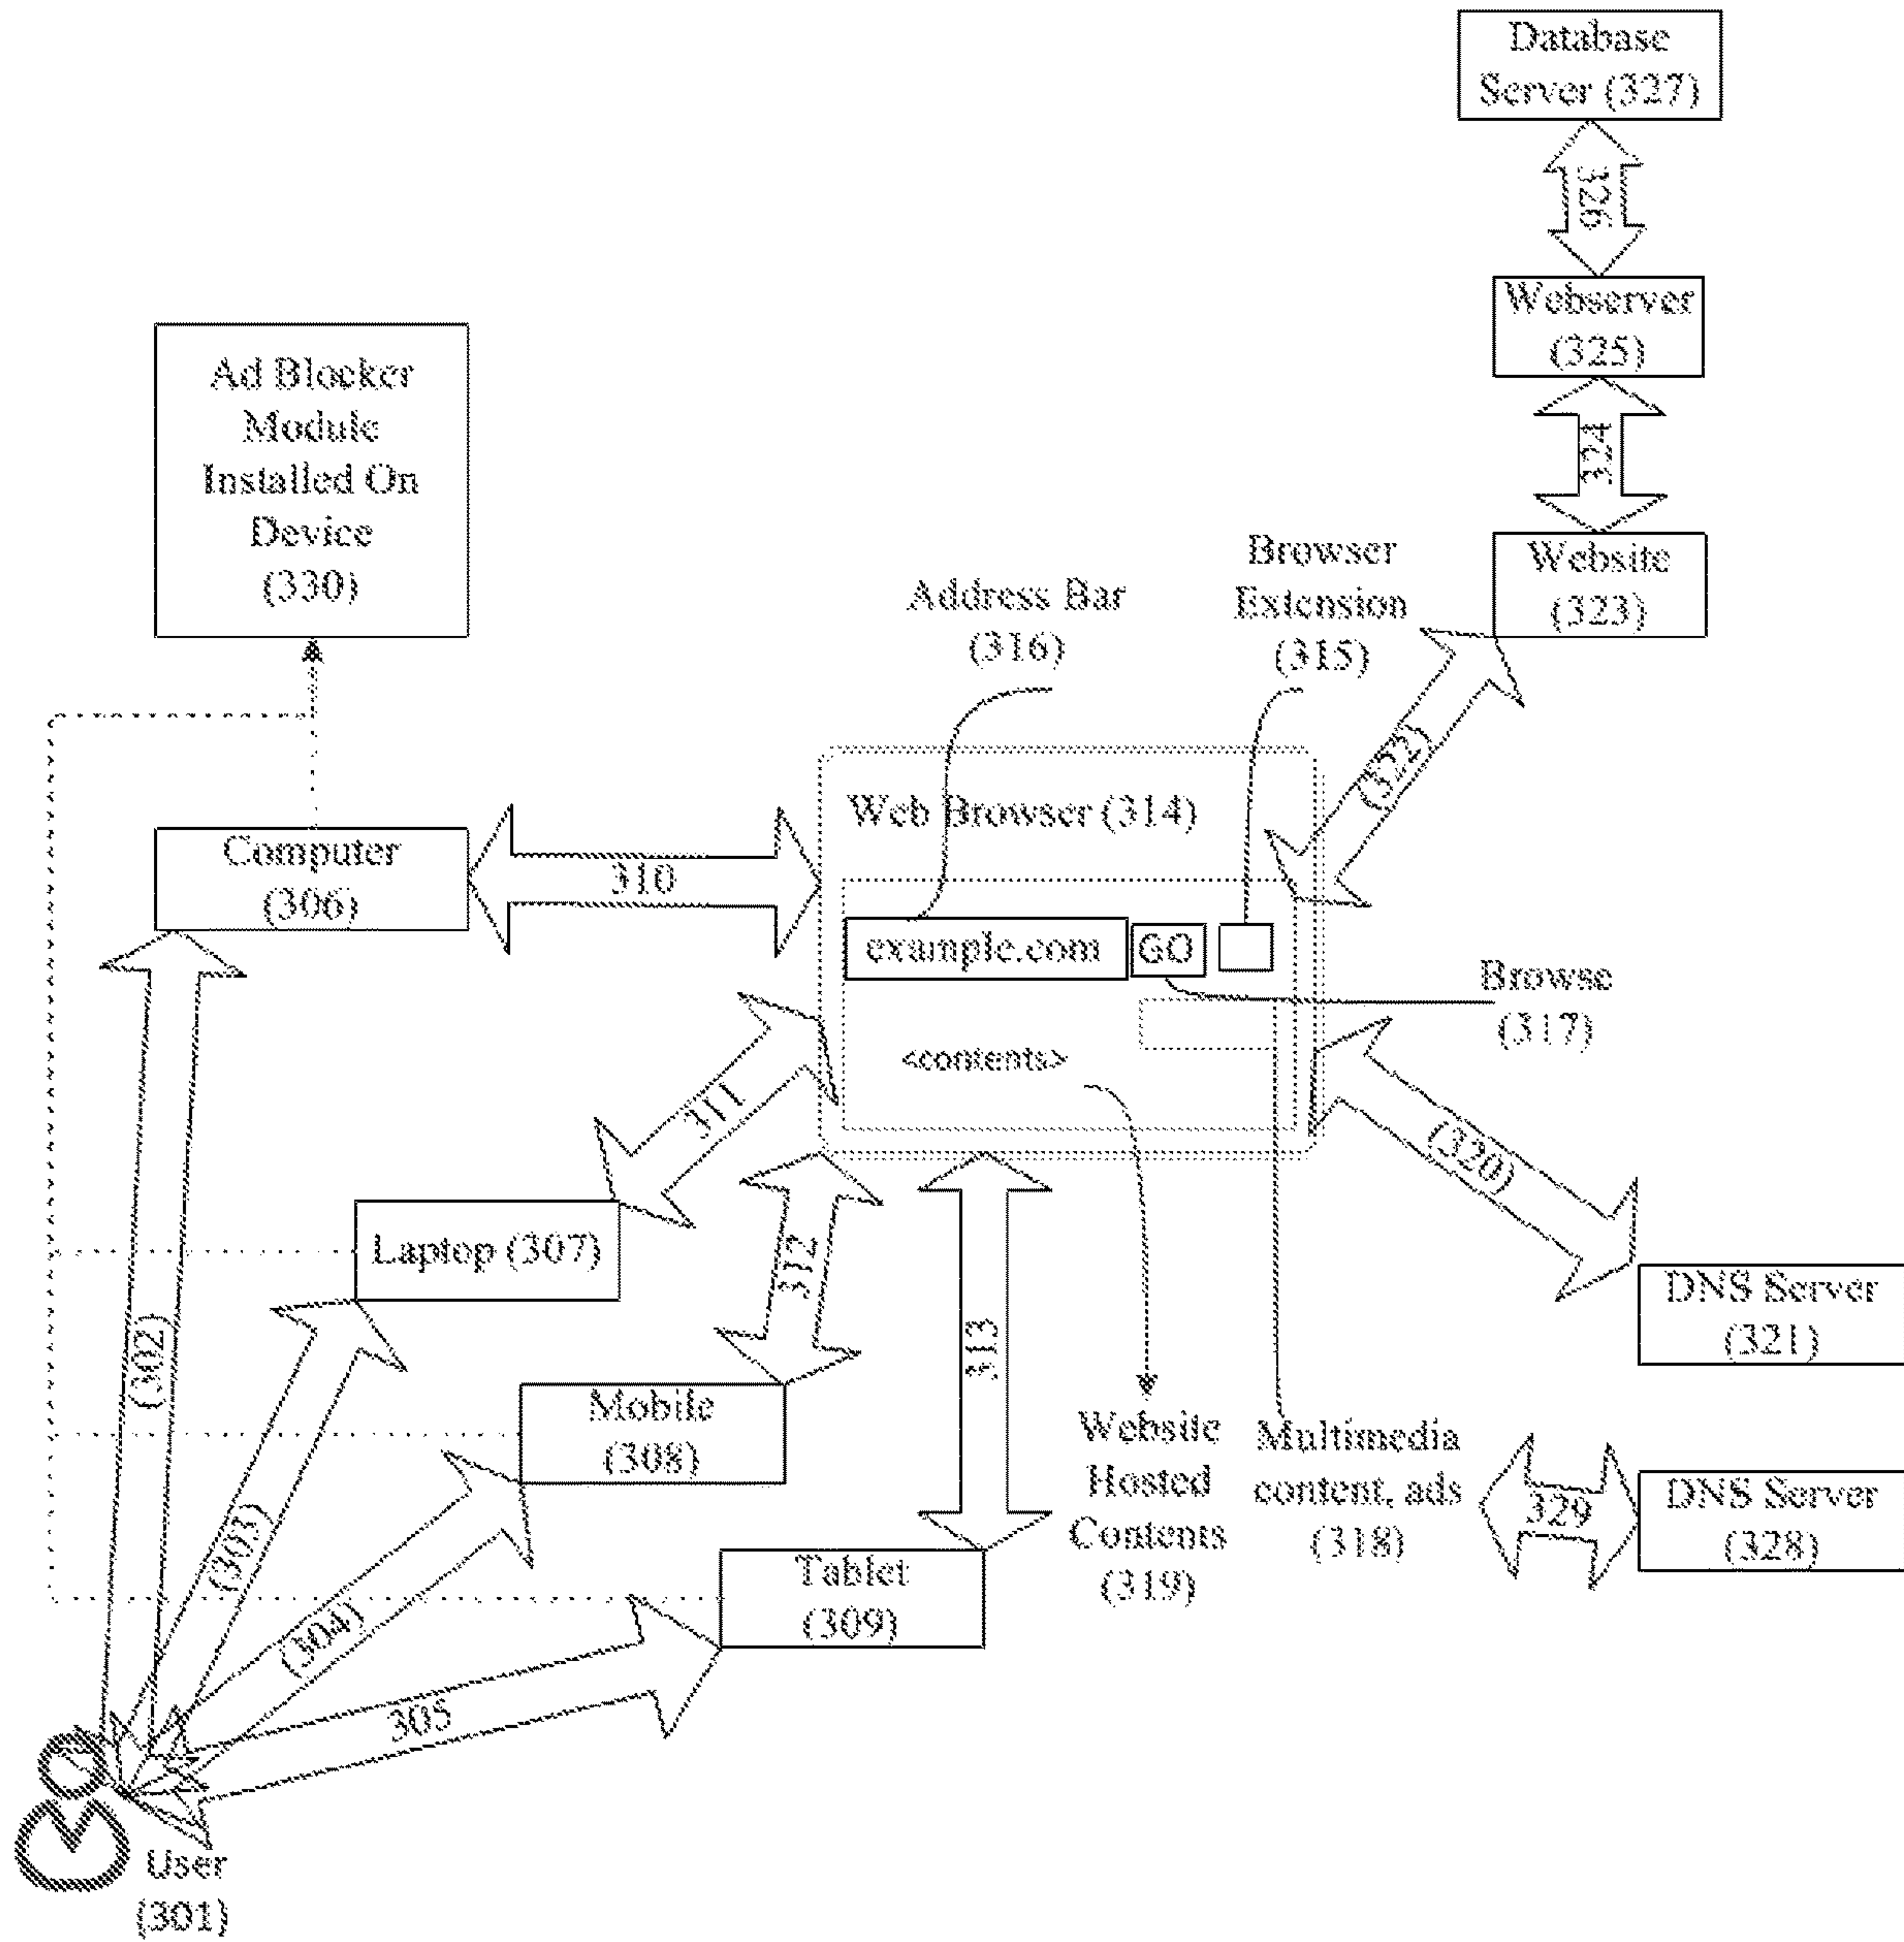 Database
Server (327)
326
Webserver
(325)
324
Website
(323)
Ad Blocker
Module
Installed On
Device
(330)
Browser
Extension
(315)
Address Bar
(316)
(322)
Web Browser (314)
Computer
(306)
310
example.com
GO
Browse
(317)
<contents>
311
(320)
Laptop (307)
312
DNS Server
(321)
(302)
313
Mobile
(308)
Website
Hosted
Contents
(319)
Multimedia
content, ads
(318)
329
DNS Server
(328)
(303)
Tablet
(309)
(304)
305
User
(301)